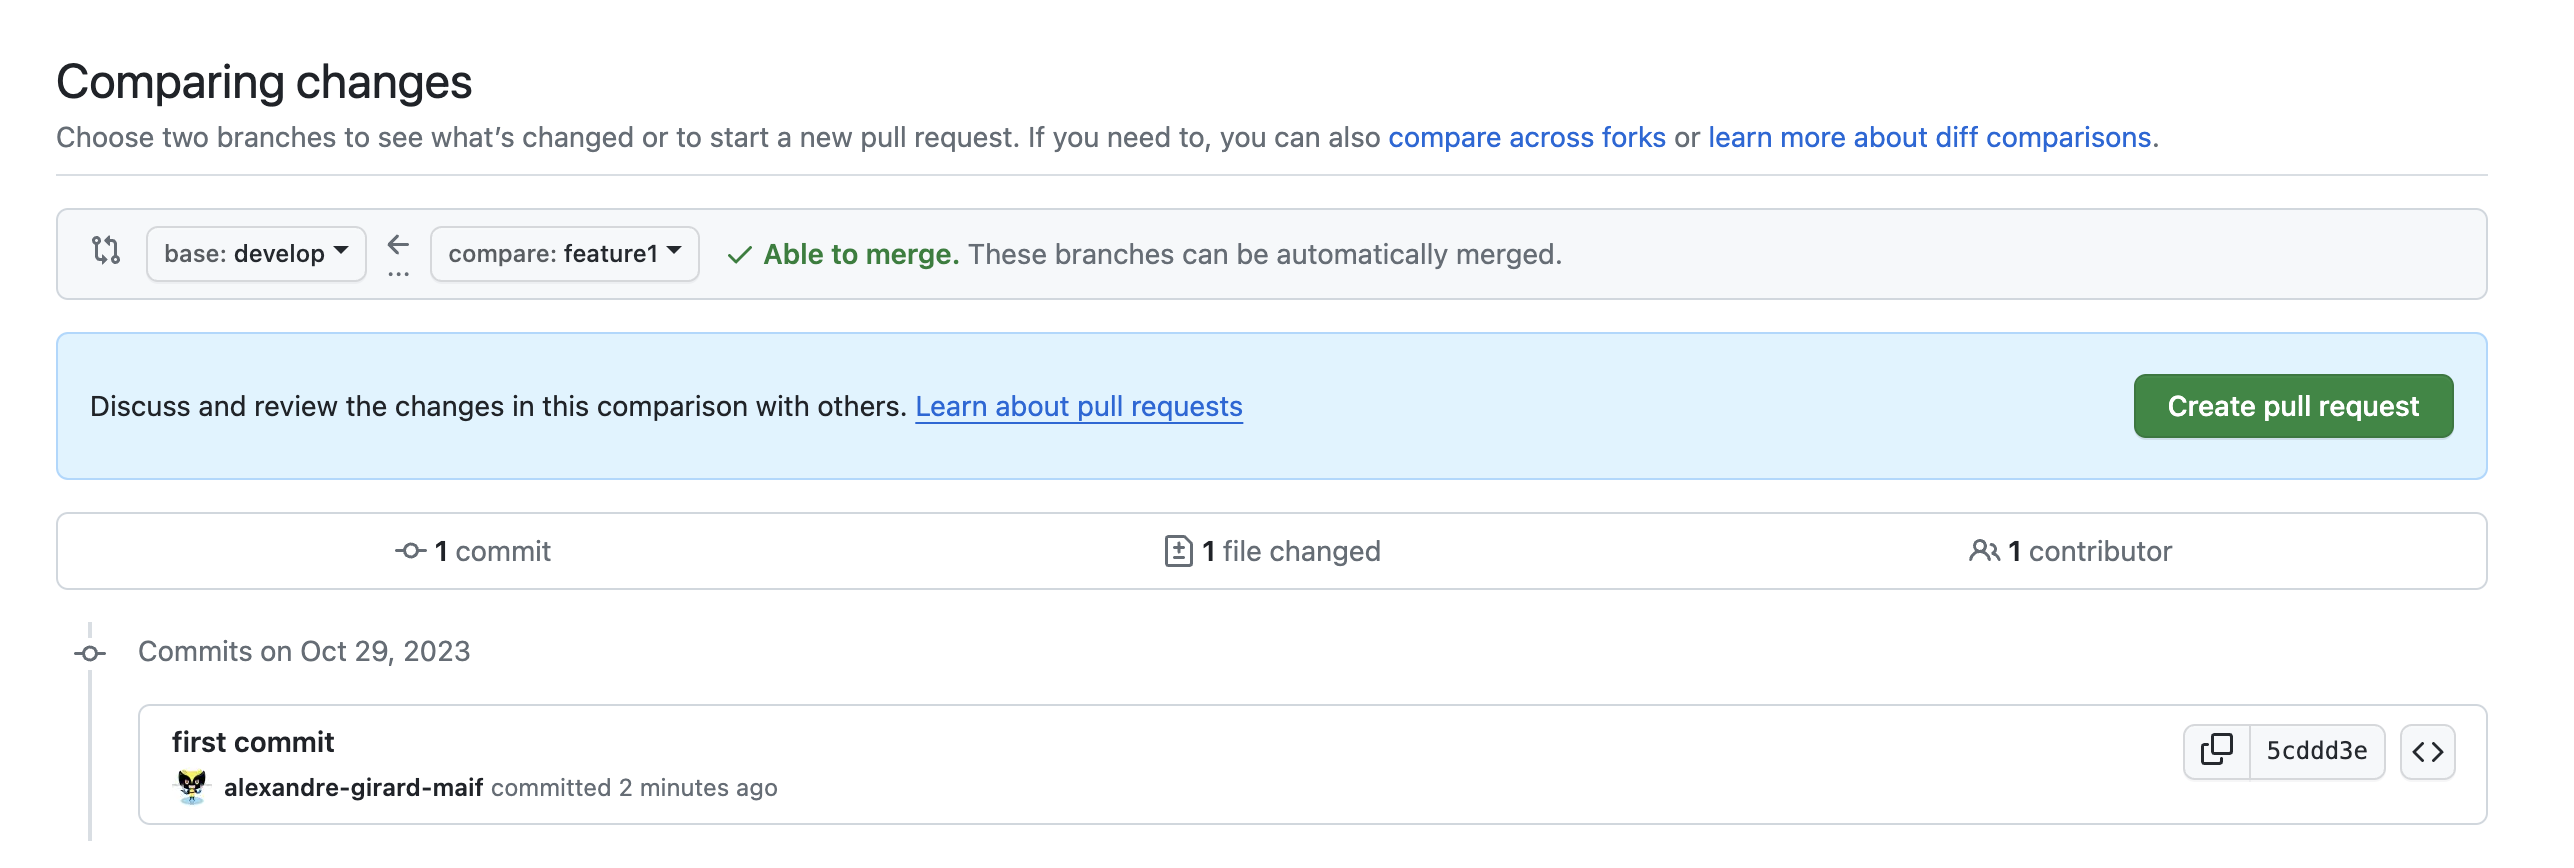 Comparing changes
Choose two branches to see what’s changed or to start a new pull request. If you need to, you can also compare across forks or learn more about diff comparisons.
base: develop ... compare: feature1 Able to merge. These branches can be automatically merged.
Discuss and review the changes in this comparison with others. Learn about pull requests Create pull request
1 commit 1 file changed 1 contributor
Commits on Oct 29, 2023
first commit
5cddd3e
alexandre-girard-maif committed 2 minutes ago